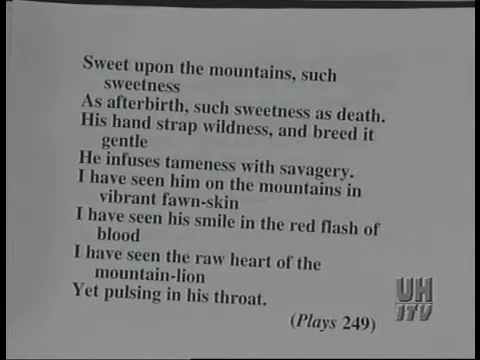 Sweet upon the mountains, such
sweetness
As afterbirth, such sweetness as death.
His hand strap wildness, and breed it
gentle
He infuses tameness with savagery.
I have seen him on the mountains in
vibrant fawn-skin
I have seen his smile in the red flash of
blood
I have seen the raw heart of the
mountain-lion
Yet pulsing in his throat.
(Plays 249)
UH
ITV